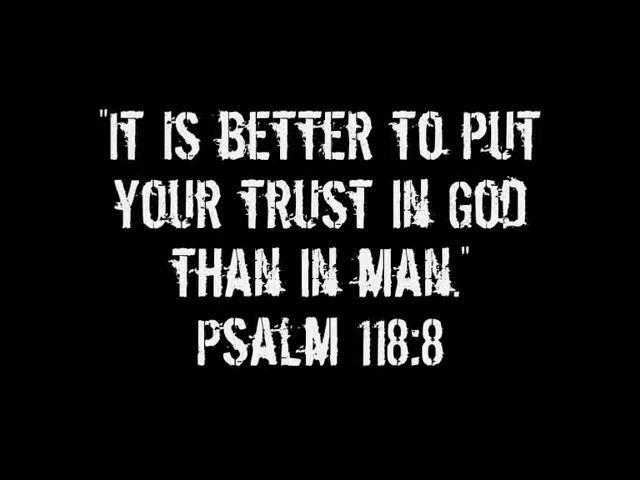 "IT IS BETTER TO PUT
YOUR TRUST IN GOD
THAN IN MAN."
PSALM 118:8